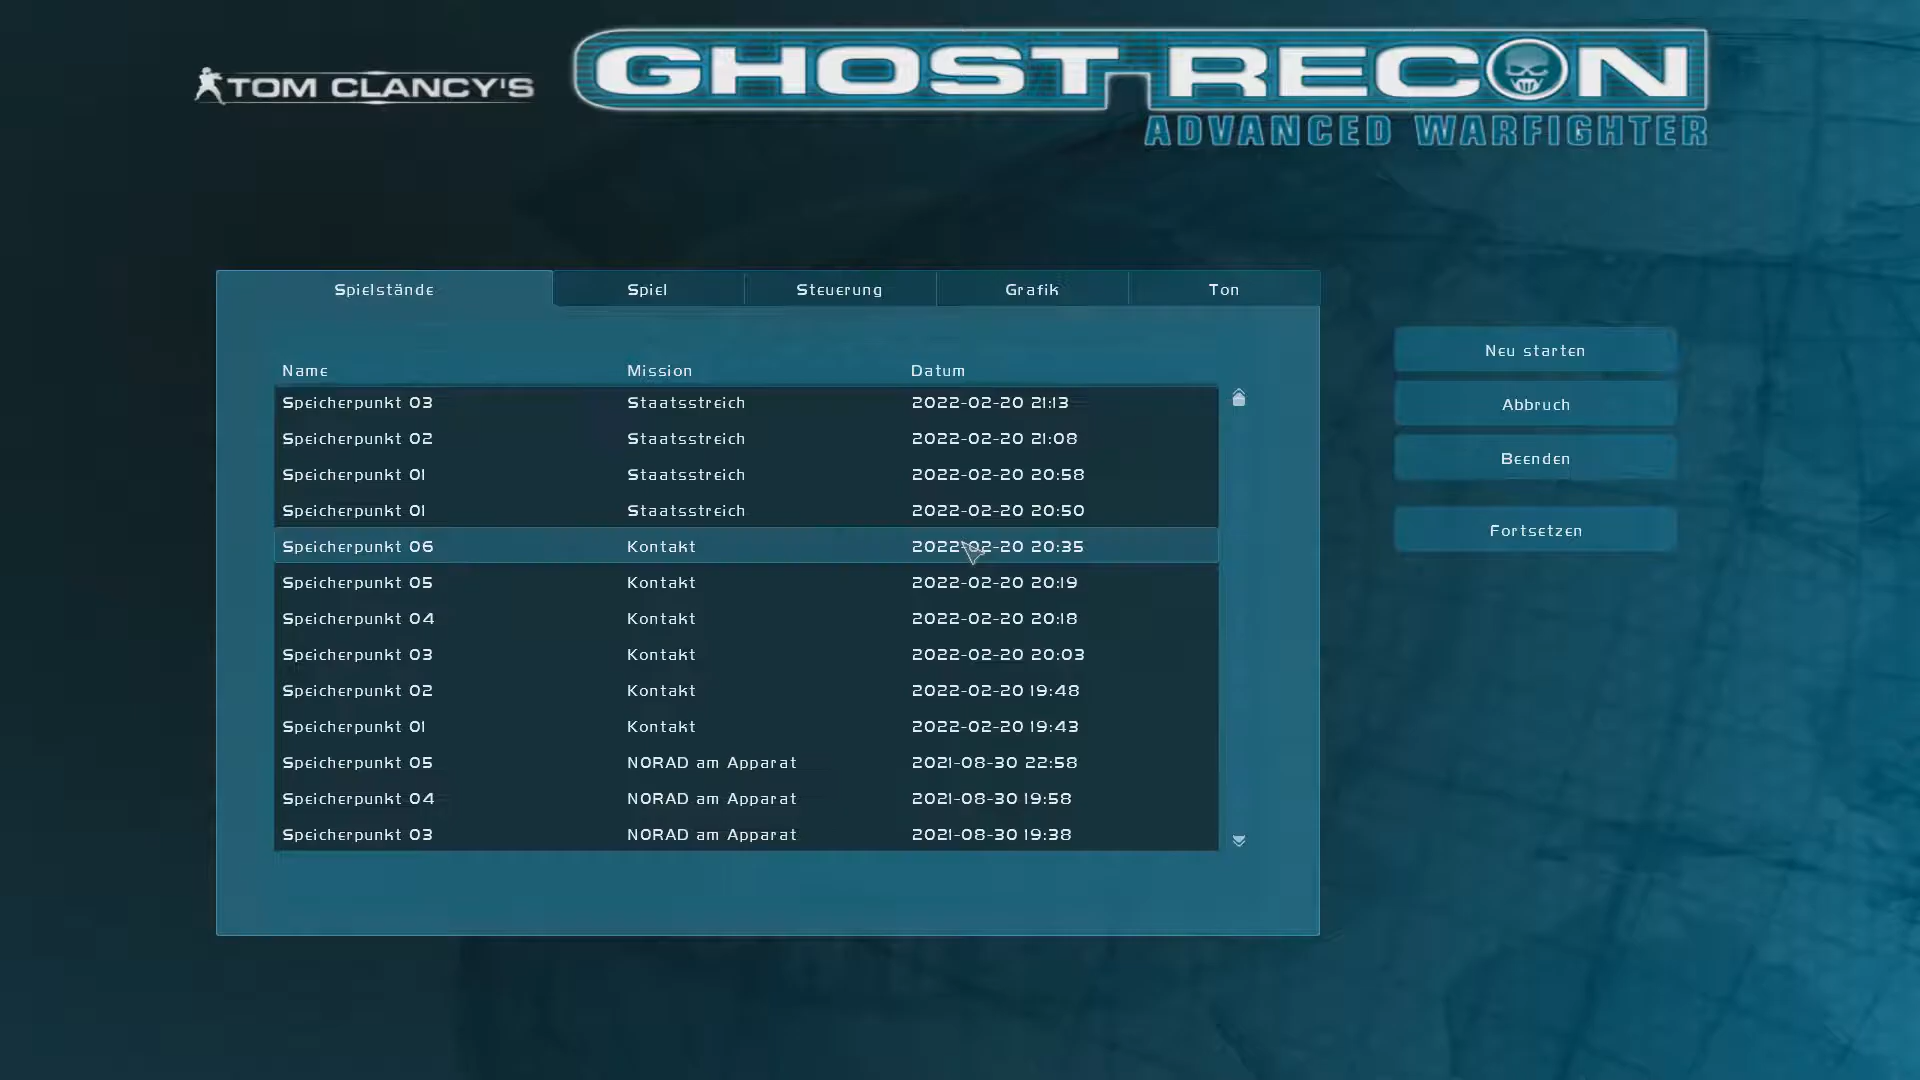 TOM CLANCY'S
GHOST RECON
ADVANCED WARFIGHTER
Spielstände Spiel Steuerung Grafik Ton
Name Mission Datum
Speicherpunkt 03 Staatsstreich 2022-02-20 21:13
Speicherpunkt 02 Staatsstreich 2022-02-20 21:08
Speicherpunkt 01 Staatsstreich 2022-02-20 20:58
Speicherpunkt 01 Staatsstreich 2022-02-20 20:50
Speicherpunkt 06 Kontakt 2022-02-20 20:35
Speicherpunkt 05 Kontakt 2022-02-20 20:19
Speicherpunkt 04 Kontakt 2022-02-20 20:18
Speicherpunkt 03 Kontakt 2022-02-20 20:03
Speicherpunkt 02 Kontakt 2022-02-20 19:48
Speicherpunkt 01 Kontakt 2022-02-20 19:43
Speicherpunkt 05 NORAD am Apparat 2021-08-30 22:58
Speicherpunkt 04 NORAD am Apparat 2021-08-30 19:58
Speicherpunkt 03 NORAD am Apparat 2021-08-30 19:38
Neu starten
Abbruch
Beenden
Fortsetzen